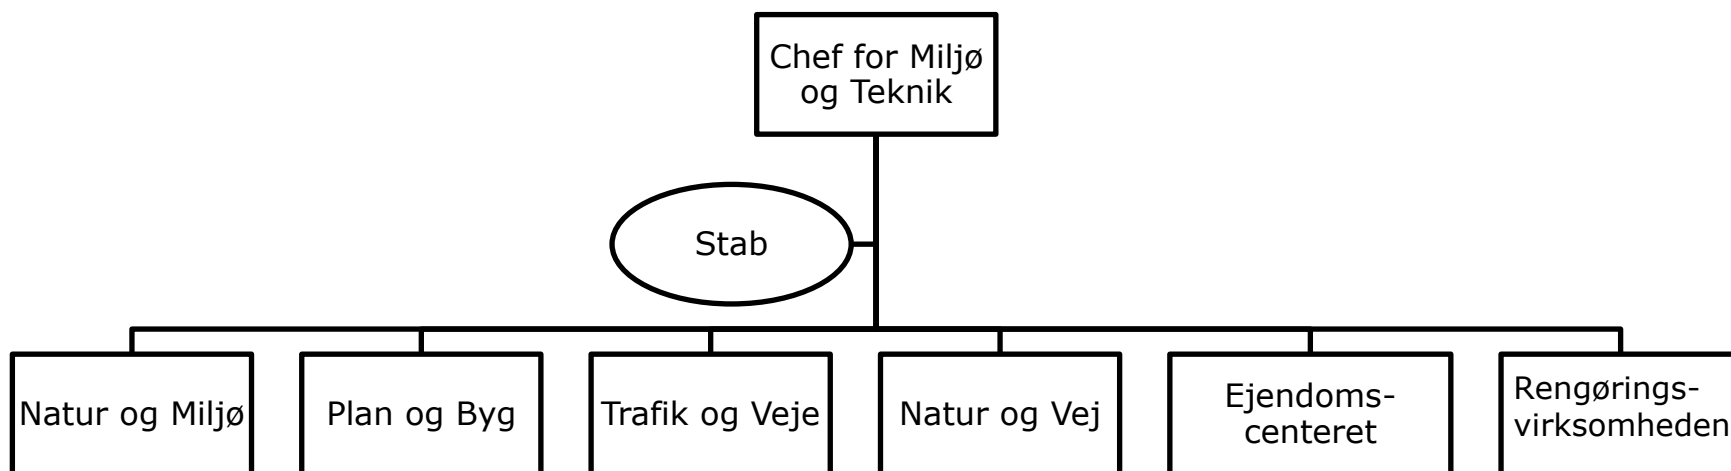 Chef for Miljø
og Teknik
Stab
Natur og Miljø
Plan og Byg
Trafik og Veje
Natur og Vej
Ejendoms-
centeret
Rengørings-
virksomheden